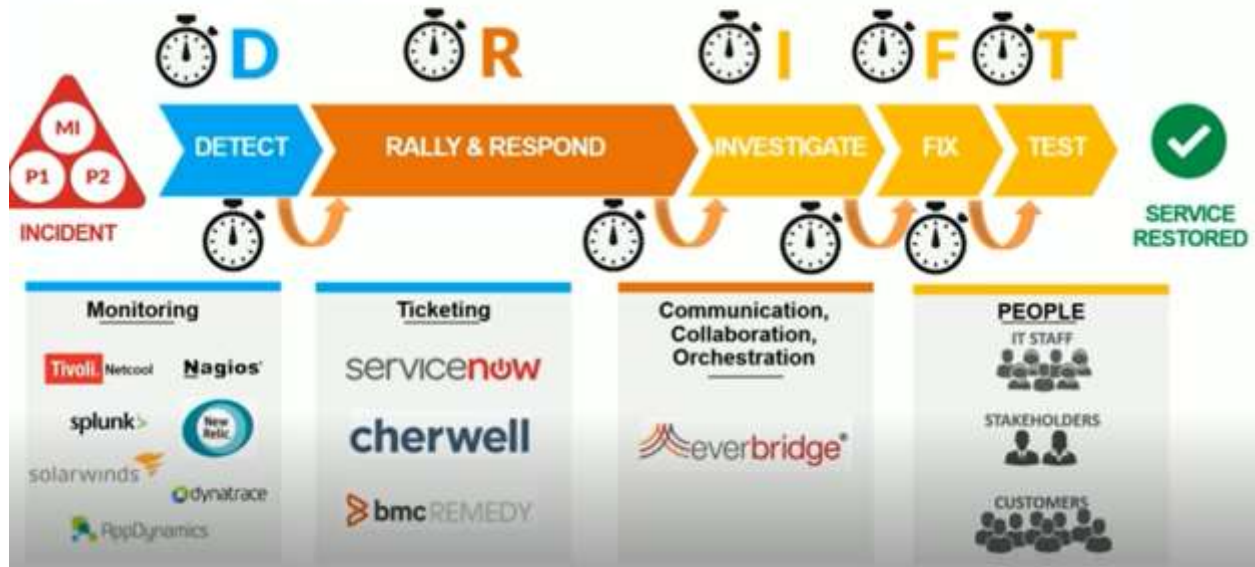 D R I F T
MI
P1 P2
INCIDENT
DETECT
RALLY & RESPOND
INVESTIGATE
FIX
TEST
SERVICE
RESTORED
Monitoring
Tivoli. Netcool
Nagios®
splunk>
New
Relic.
solarwinds
dynatrace
AppDynamics
Ticketing
servicenow
cherwell
bmc REMEDY
Communication,
Collaboration,
Orchestration
everbridge®
PEOPLE
IT STAFF
STAKEHOLDERS
CUSTOMERS